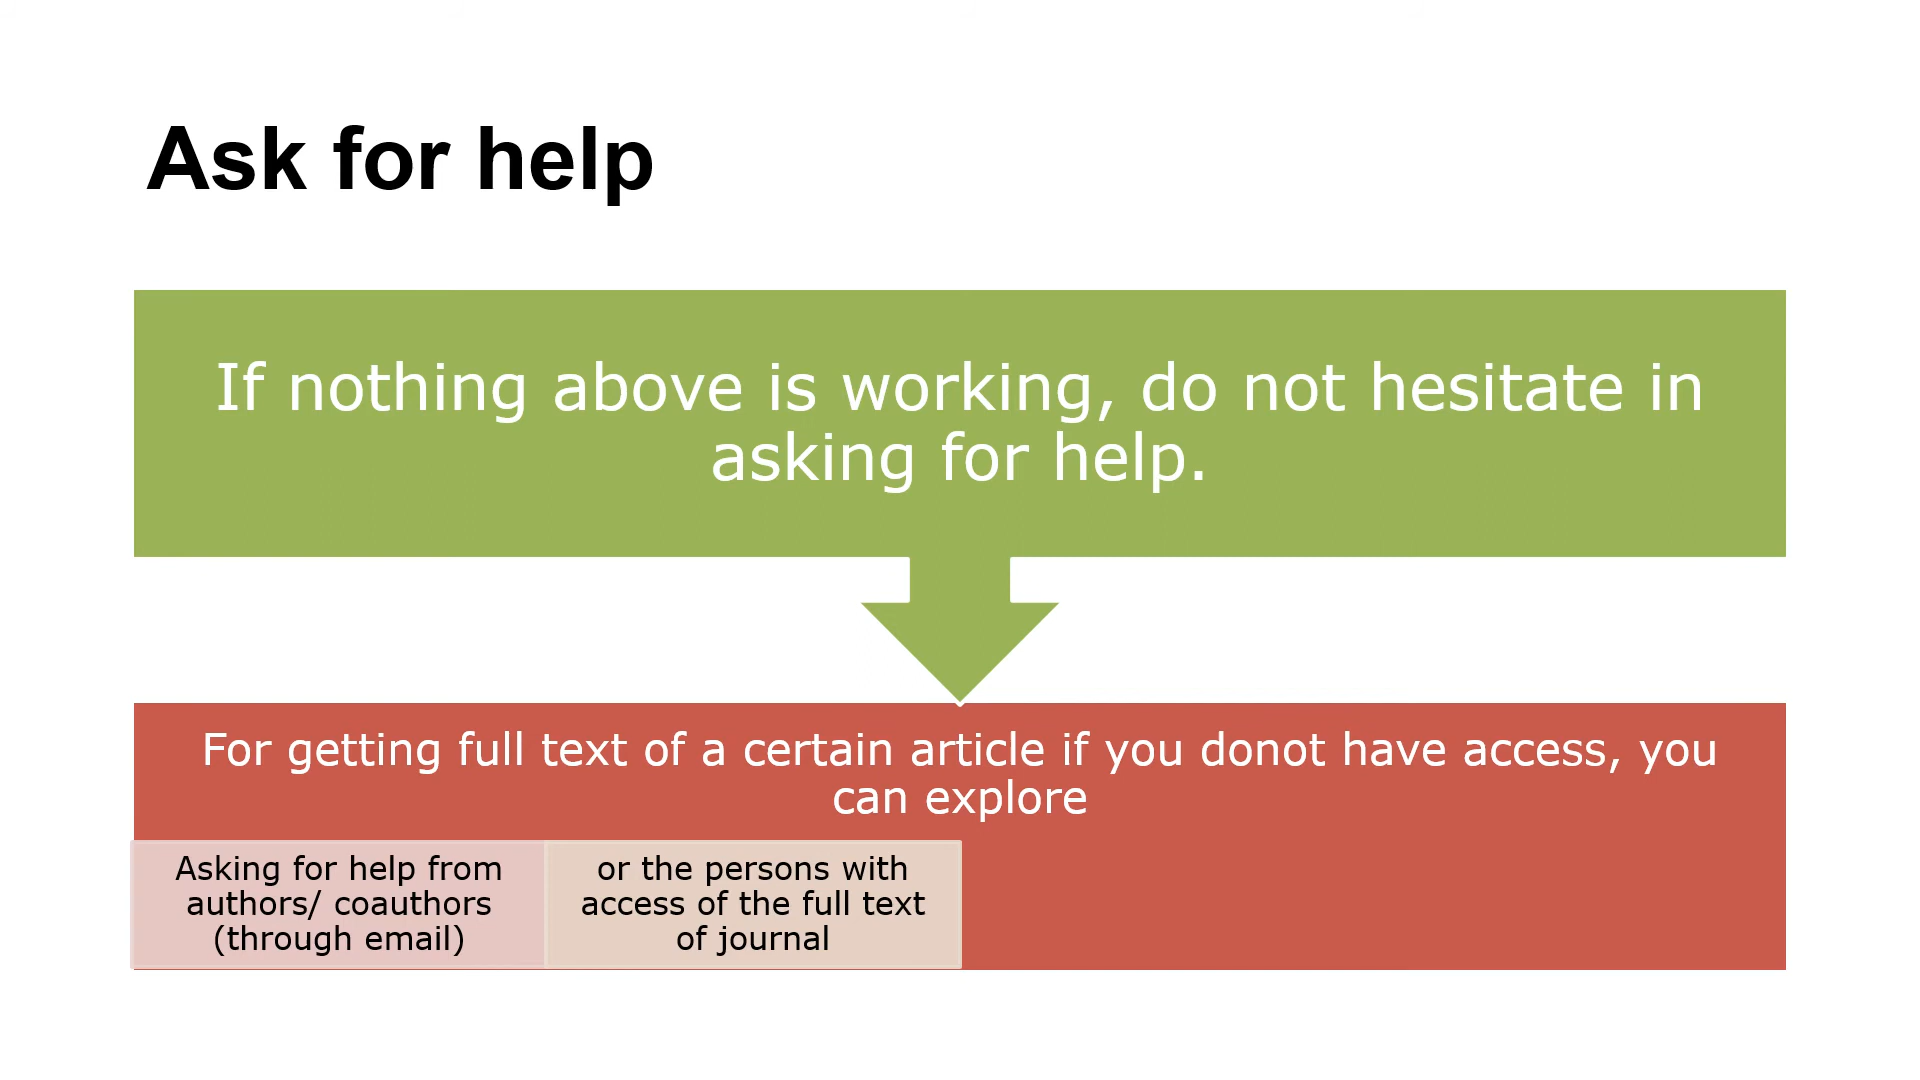 Ask for help
If nothing above is working, do not hesitate in
asking for help.
For getting full text of a certain article if you donot have access, you
can explore
Asking for help from
authors/ coauthors
(through email)
or the persons with
access of the full text
of journal